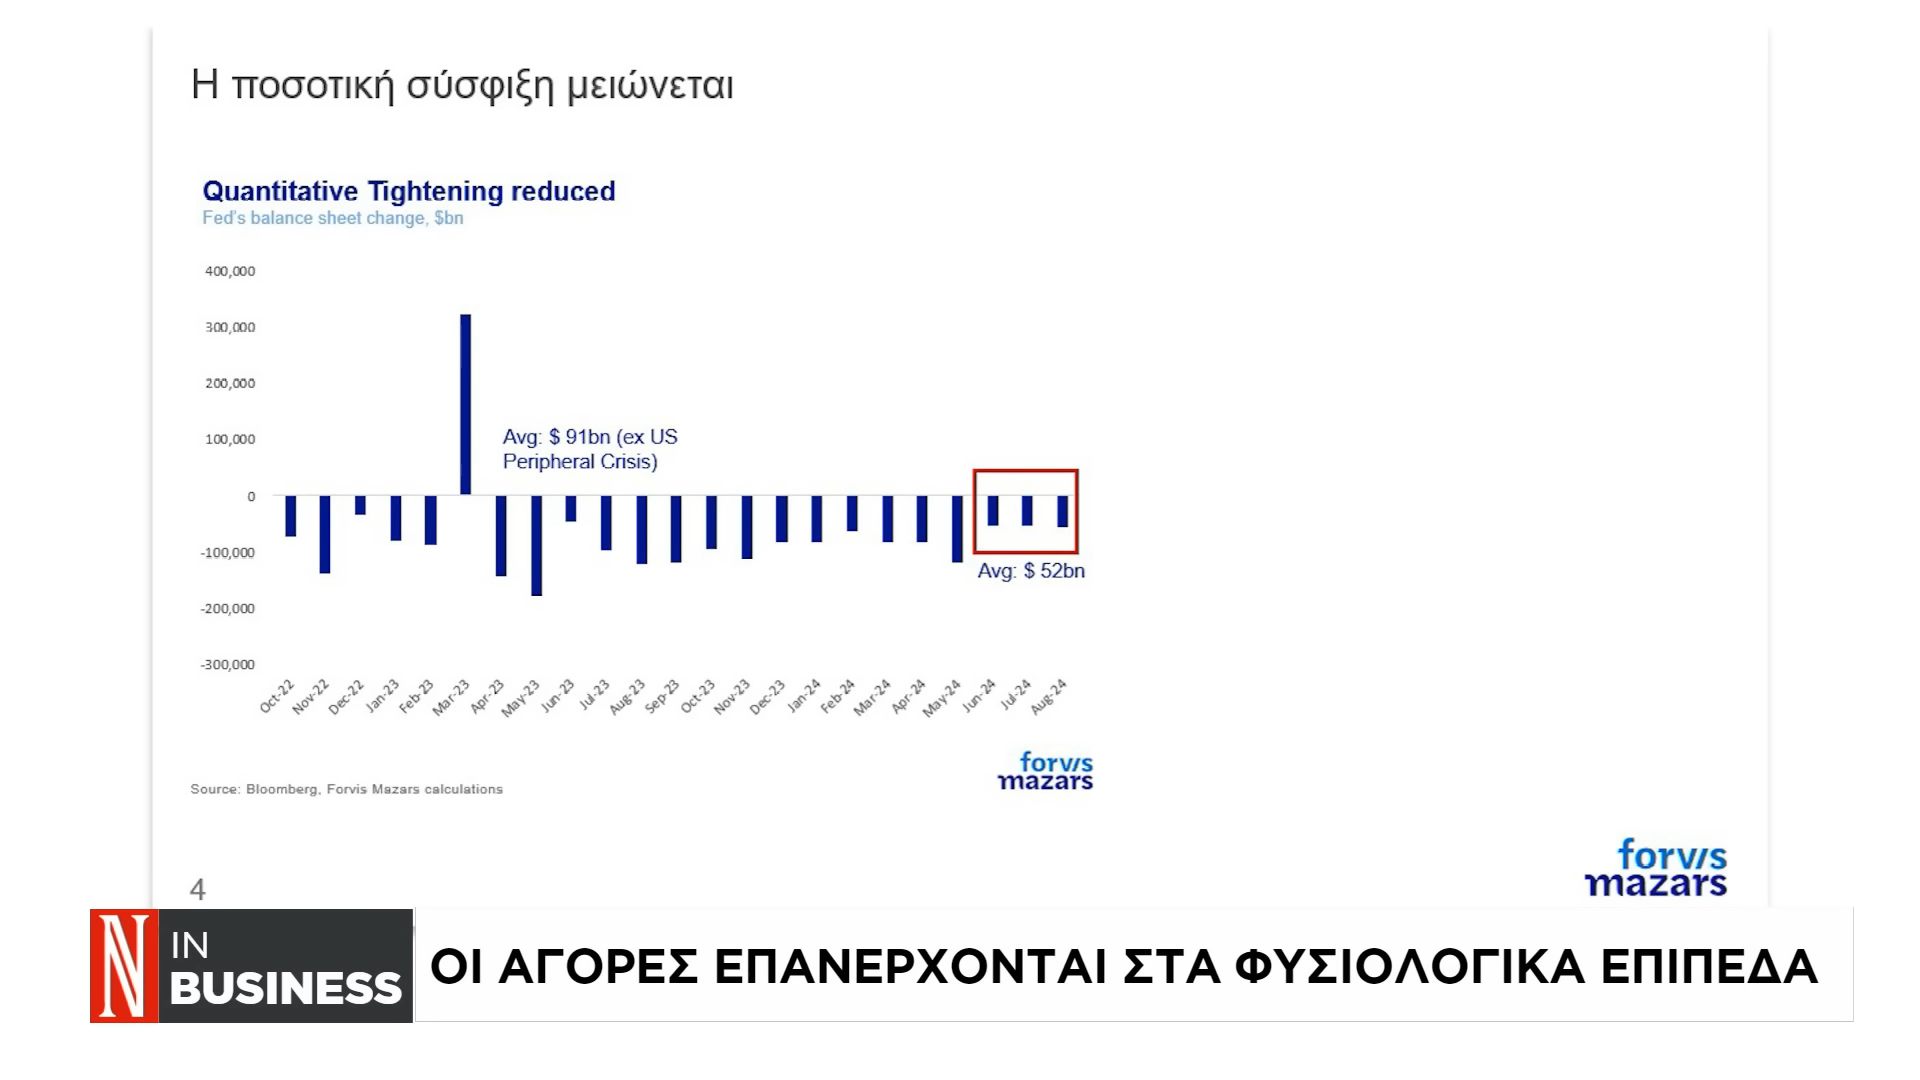 Η ποσοτική σύσφιξη μειώνεται
Quantitative Tightening reduced
Fed's balance sheet change, $bn
400,000
300,000
200,000
100,000
0
-100,000
-200,000
-300,000
Avg: $ 91bn (ex US
Peripheral Crisis)
Avg: $ 52bn
Oct-22 Nov-22 Dec-22 Jan-23 Feb-23 Mar-23 Apr-23 May-23 Jun-23 Jul-23 Aug-23 Sep-23 Oct-23 Nov-23 Dec-23 Jan-24 Feb-24 Mar-24 Apr-24 May-24 Jun-24 Jul-24 Aug-24
forvis
mazars
Source: Bloomberg, Forvis Mazars calculations
forvis
mazars
4
N IN
BUSINESS
ΟΙ ΑΓΟΡΕΣ ΕΠΑΝΕΡΧΟΝΤΑΙ ΣΤΑ ΦΥΣΙΟΛΟΓΙΚΑ ΕΠΙΠΕΔΑ